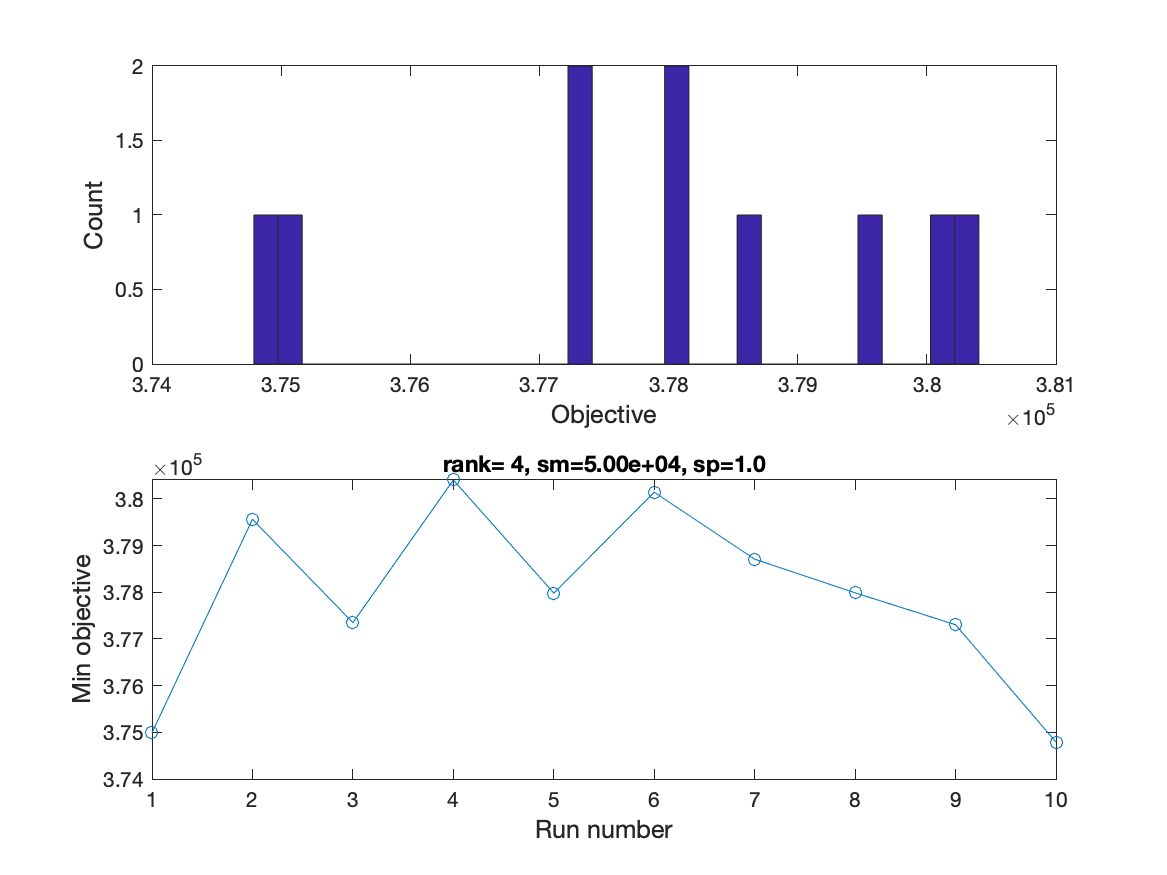 2
1.5
1
0.5
0
Count
3.74 3.75 3.76 3.77 3.78 3.79 3.8 3.81
Objective
×10^5
×10^5
rank= 4, sm=5.00e+04, sp=1.0
3.8
3.79
3.78
3.77
3.76
3.75
3.74
Min objective
1 2 3 4 5 6 7 8 9 10
Run number